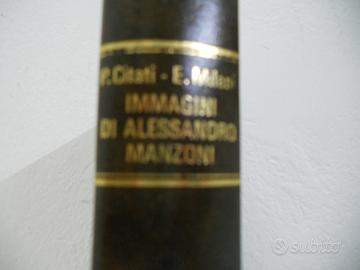 P. Citati - E. Milani
IMMAGINI
DI ALESSANDRO
MANZONI
subito